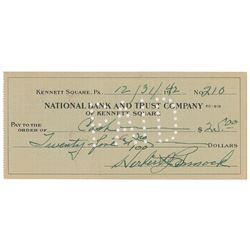 KENNETT SQUARE, PA. 12/31/42 No. 210
NATIONAL BANK AND TRUST COMPANY
OF KENNETT SQUARE
PAY TO THE
ORDER OF Cash $25.00
Twenty five
100 DOLLARS
PAID